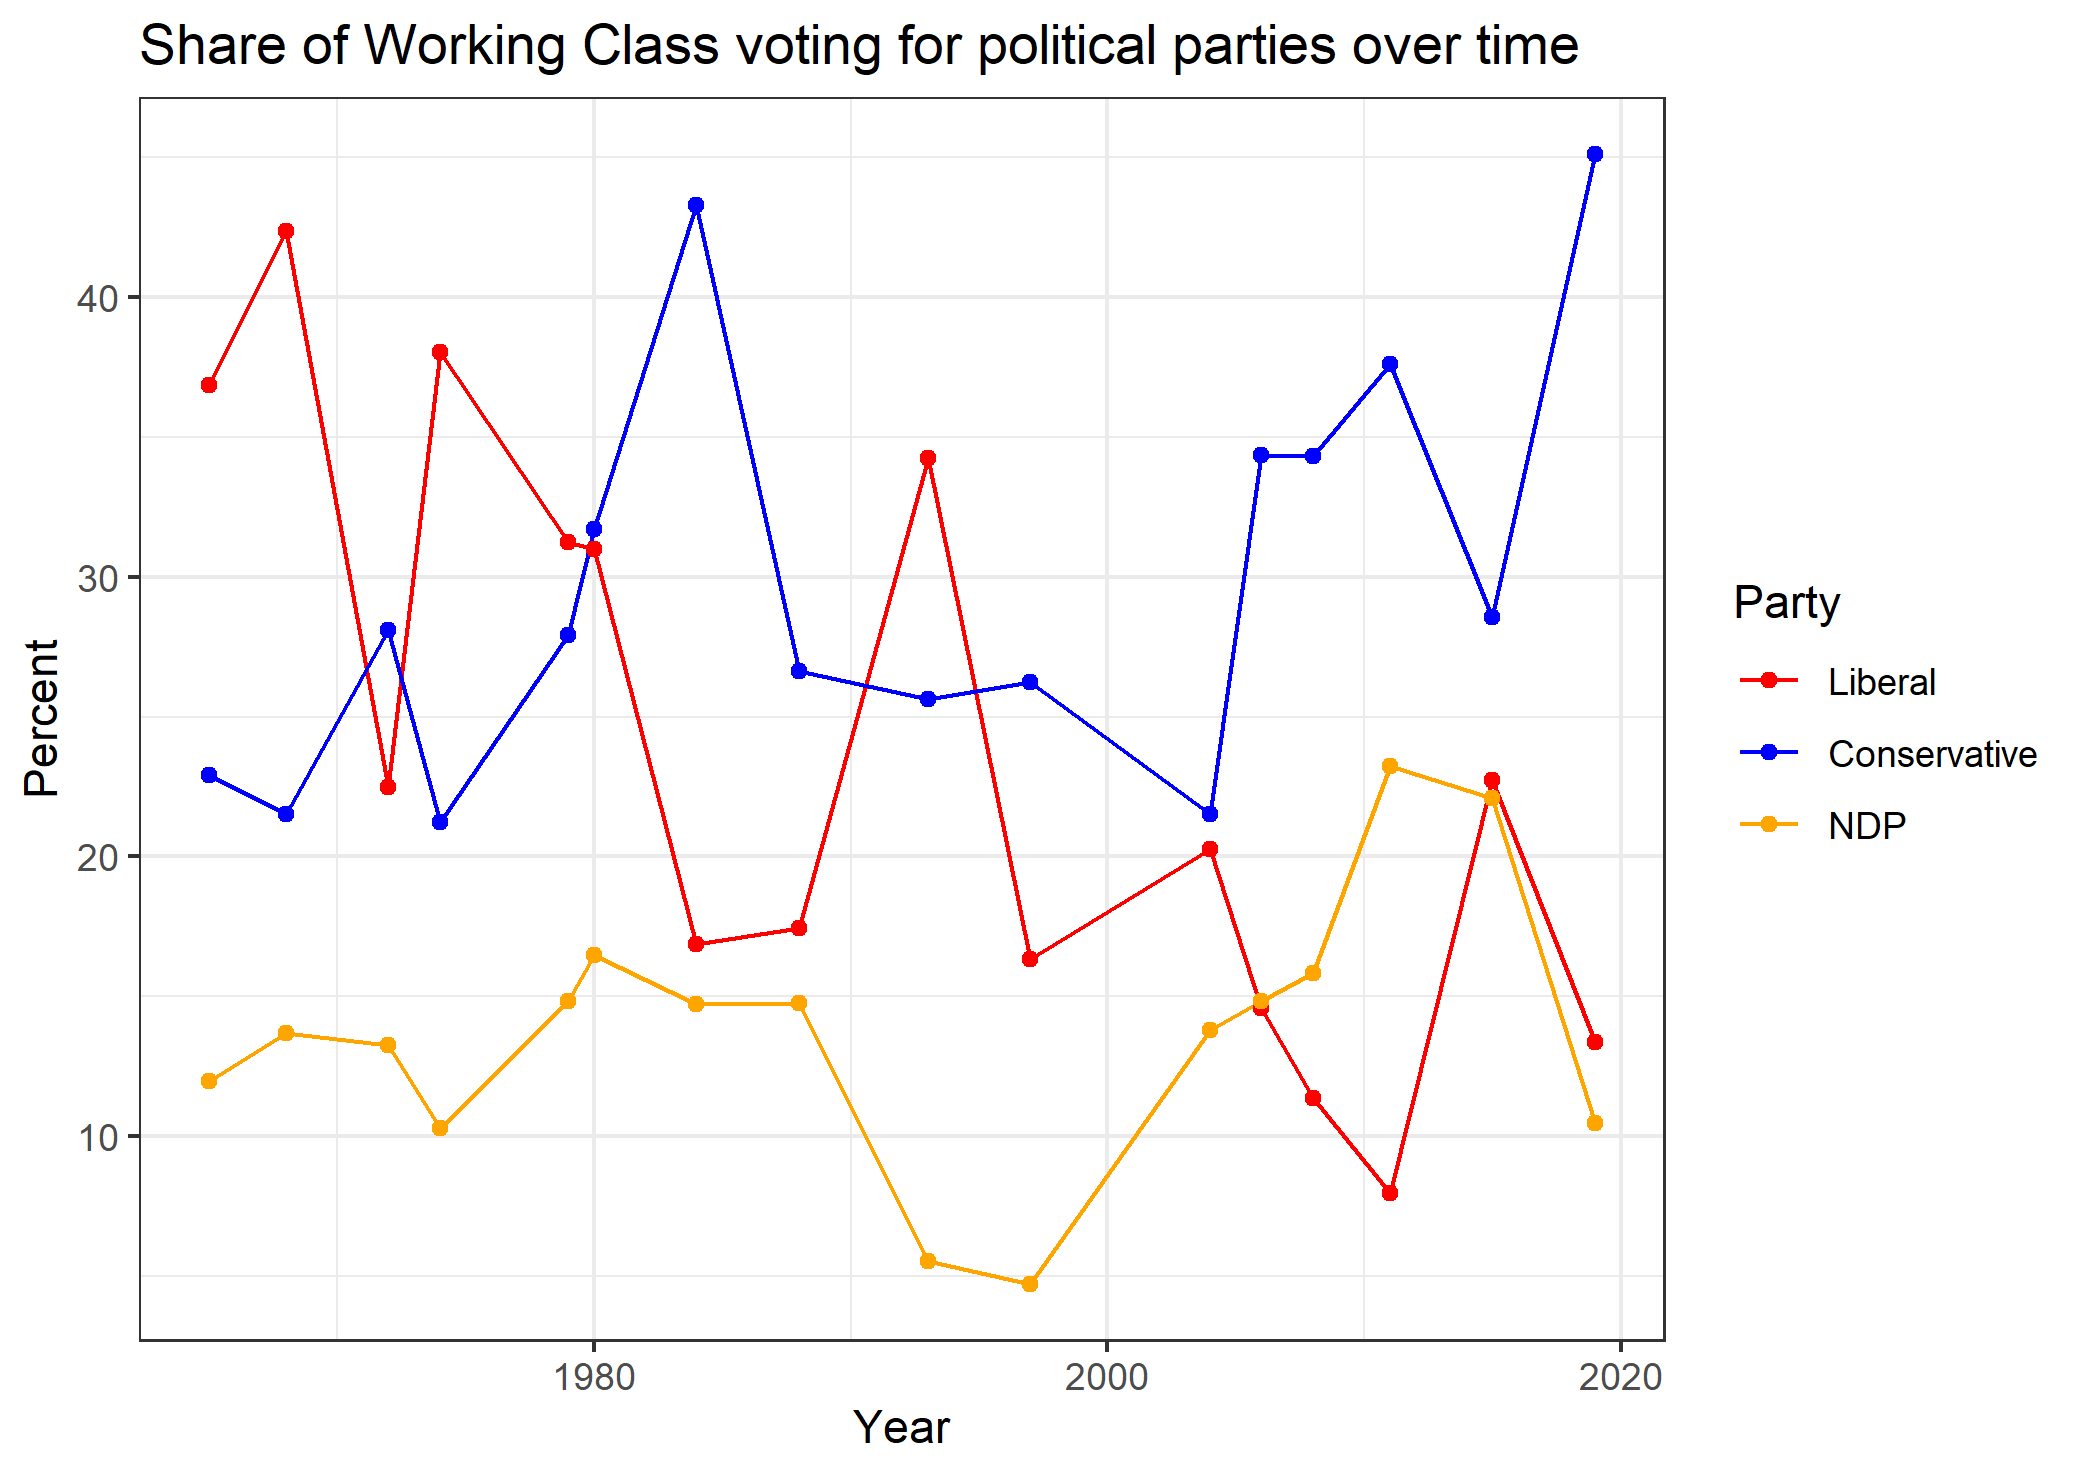 Share of Working Class voting for political parties over time
Percent
40
30
20
10
1980
2000
2020
Year
Party
Liberal
Conservative
NDP